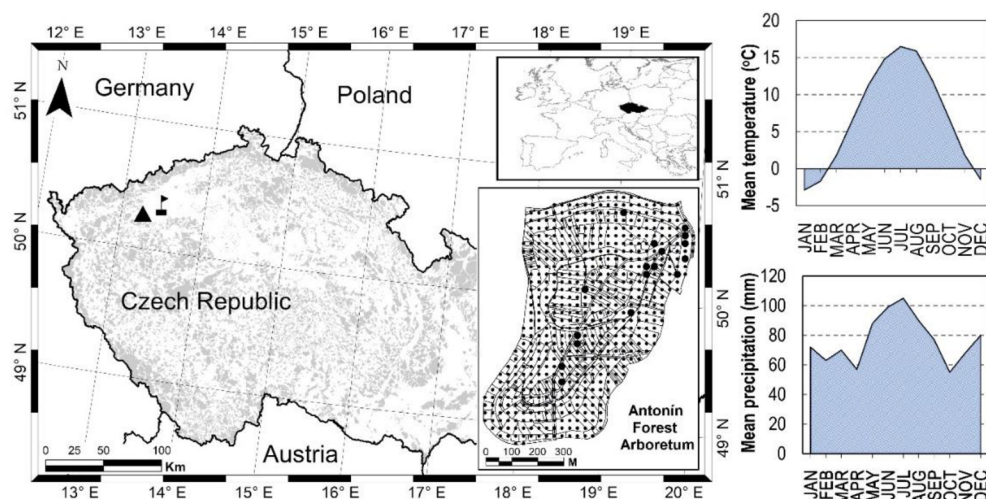 12° E 13° E 14° E 15° E 16° E 17° E 18° E 19° E
N
Germany
Poland
51° N
50° N
49° N
Czech Republic
Austria
0 25 50 100
Km
Antonín
Forest
Arboretum
0 100 200 300
M
51° N
50° N
49° N
13° E 14° E 15° E 16° E 17° E 18° E 19° E 20° E
Mean temperature (°C)
20
15
10
5
0
-5
JAN
FEB
MAR
APR
MAY
JUN
JUL
AUG
SEP
OCT
NOV
DEC
Mean precipitation (mm)
120
100
80
60
40
20
0
JAN
FEB
MAR
APR
MAY
JUN
JUL
AUG
SEP
OCT
NOV
DEC